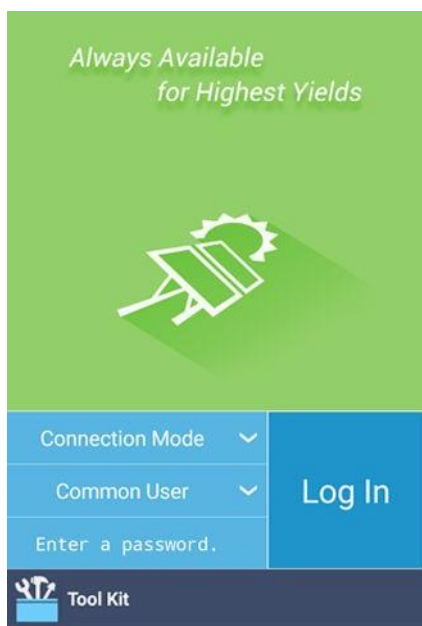 Always Available
for Highest Yields
Connection Mode
Common User
Enter a password.
Log In
Tool Kit